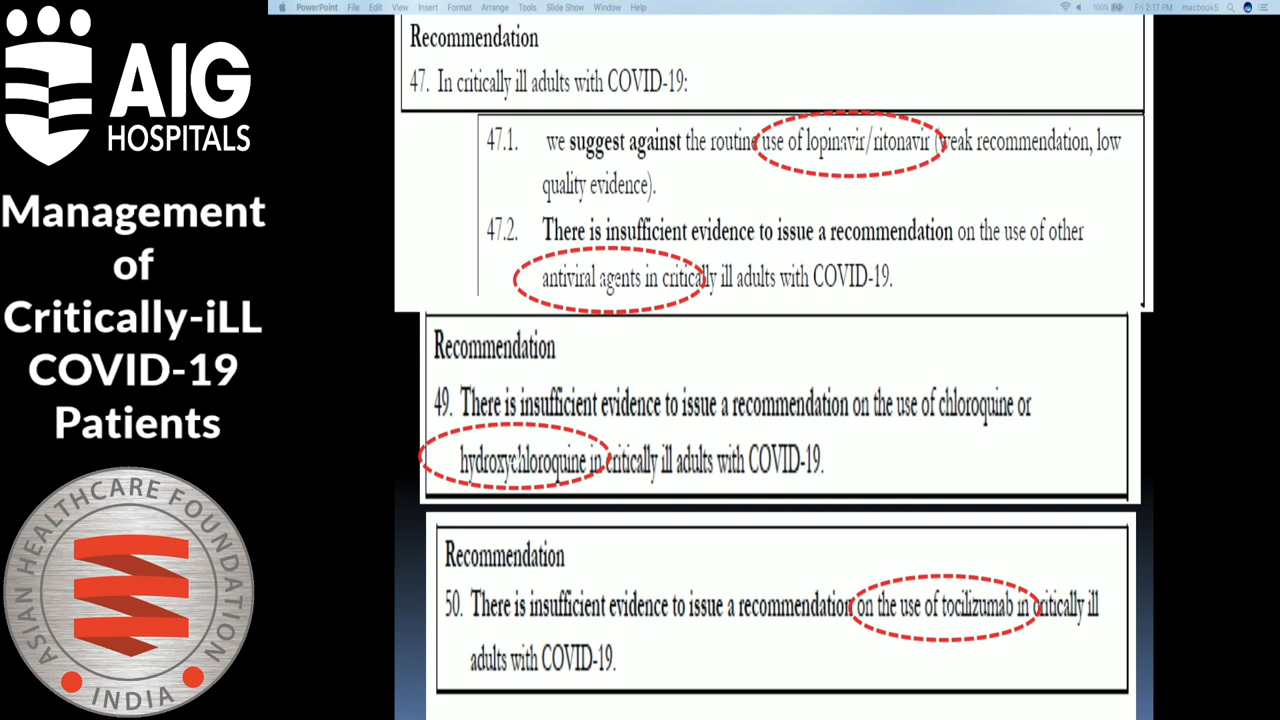 PowerPoint File Edit View Insert Format Arrange Tools Slide Show Window Help 100% Fri 2:17 PM macbook5
AIG
HOSPITALS
Management
of
Critically-iLL
COVID-19
Patients
ASIAN HEALTHCARE FOUNDATION
INDIA
Recommendation
47. In critically ill adults with COVID-19:
47.1. we suggest against the routine use of lopinavir/ritonavir (weak recommendation, low
quality evidence).
47.2. There is insufficient evidence to issue a recommendation on the use of other
antiviral agents in critically ill adults with COVID-19.
Recommendation
49. There is insufficient evidence to issue a recommendation on the use of chloroquine or
hydroxychloroquine in critically ill adults with COVID-19.
Recommendation
50. There is insufficient evidence to issue a recommendation on the use of tocilizumab in critically ill
adults with COVID-19.